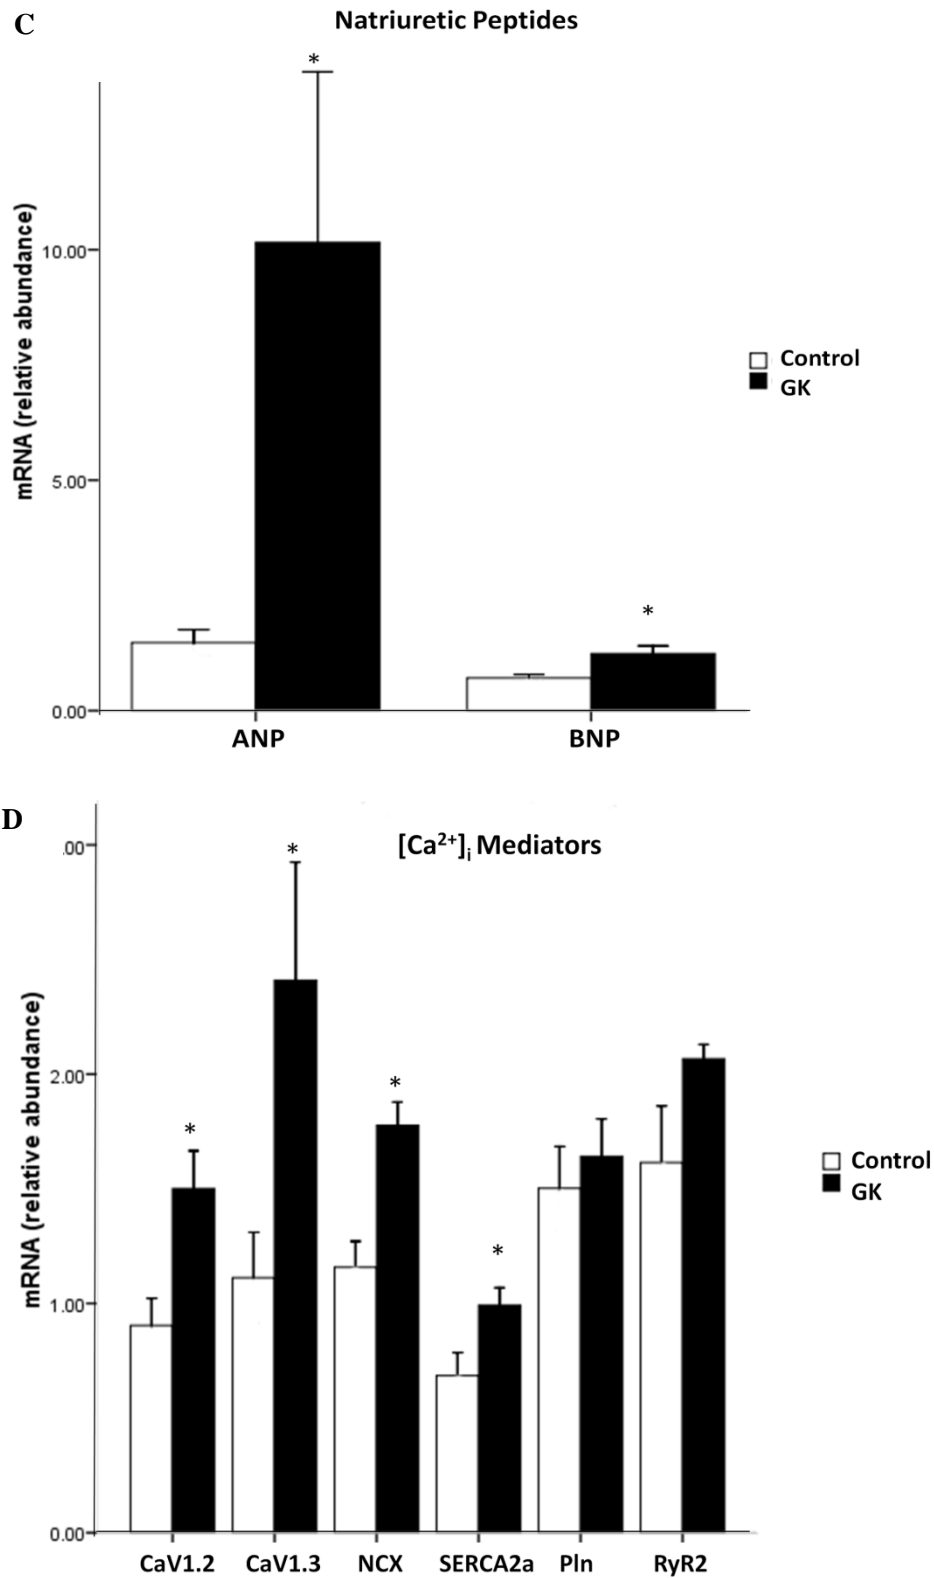 C
Natriuretic Peptides
*
mRNA (relative abundance)
10.00
5.00
0.00
*
Control
GK
ANP BNP
D
[Ca²⁺]ᵢ Mediators
.00
2.00
1.00
0.00
mRNA (relative abundance)
*
*
*
*
Control
GK
CaV1.2 CaV1.3 NCX SERCA2a Pln RyR2